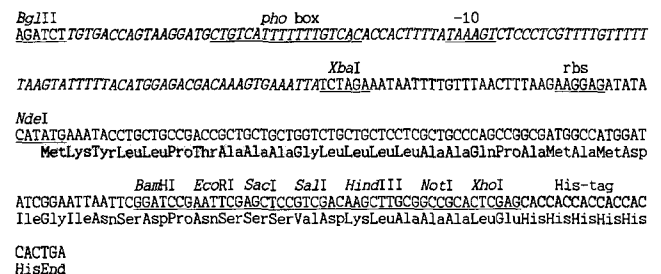 BglII pho box -10
AGATCTTGTGACCAGTAAGGATGCTGTCATTTTTTTGTCACACCACTTTTATAAAGTCTCCCTCGTTTTGTTTTT
XbaI rbs
TAAGTATTTTTACATGGAGACGACAAAGTGAAATTATCTAGAAATAATTTTGTTTAACTTTAAGAAGGAGATATA
NdeI
CATATGAAATACCTGCTGCCGACCGCTGCTGCTGGTCTGCTGCTCCTCGCTGCCCAGCCGGCGATGGCCATGGAT
MetLysTyrLeuLeuProThrAlaAlaAlaGlyLeuLeuLeuLeuAlaAlaGlnProAlaMetAlaMetAsp
BamHI EcoRI SacI SalI HindIII NotI XhoI His-tag
ATCGGAATTAATTCGGATCCGAATTCGAGCTCCGTCGACAAGCTTGCGGCCGCACTCGAGCACCACCACCACCAC
IleGlyIleAsnSerAspProAsnSerSerSerValAspLysLeuAlaAlaAlaLeuGluHisHisHisHisHis
CACTGA
HisEnd